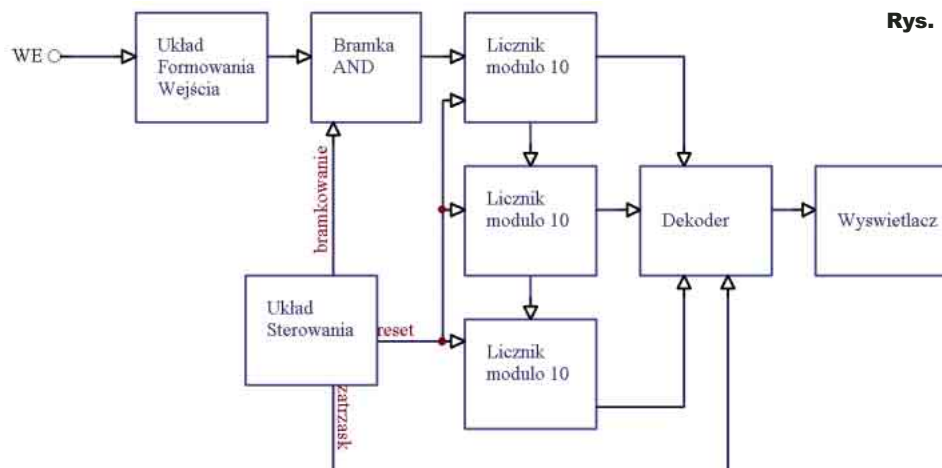 Rys.
WE
Układ
Formowania
Wejścia
Bramka
AND
Licznik
modulo 10
bramkowanie
Licznik
modulo 10
Dekoder
Wyswietlacz
Układ
Sterowania
reset
Licznik
modulo 10
zatrzask